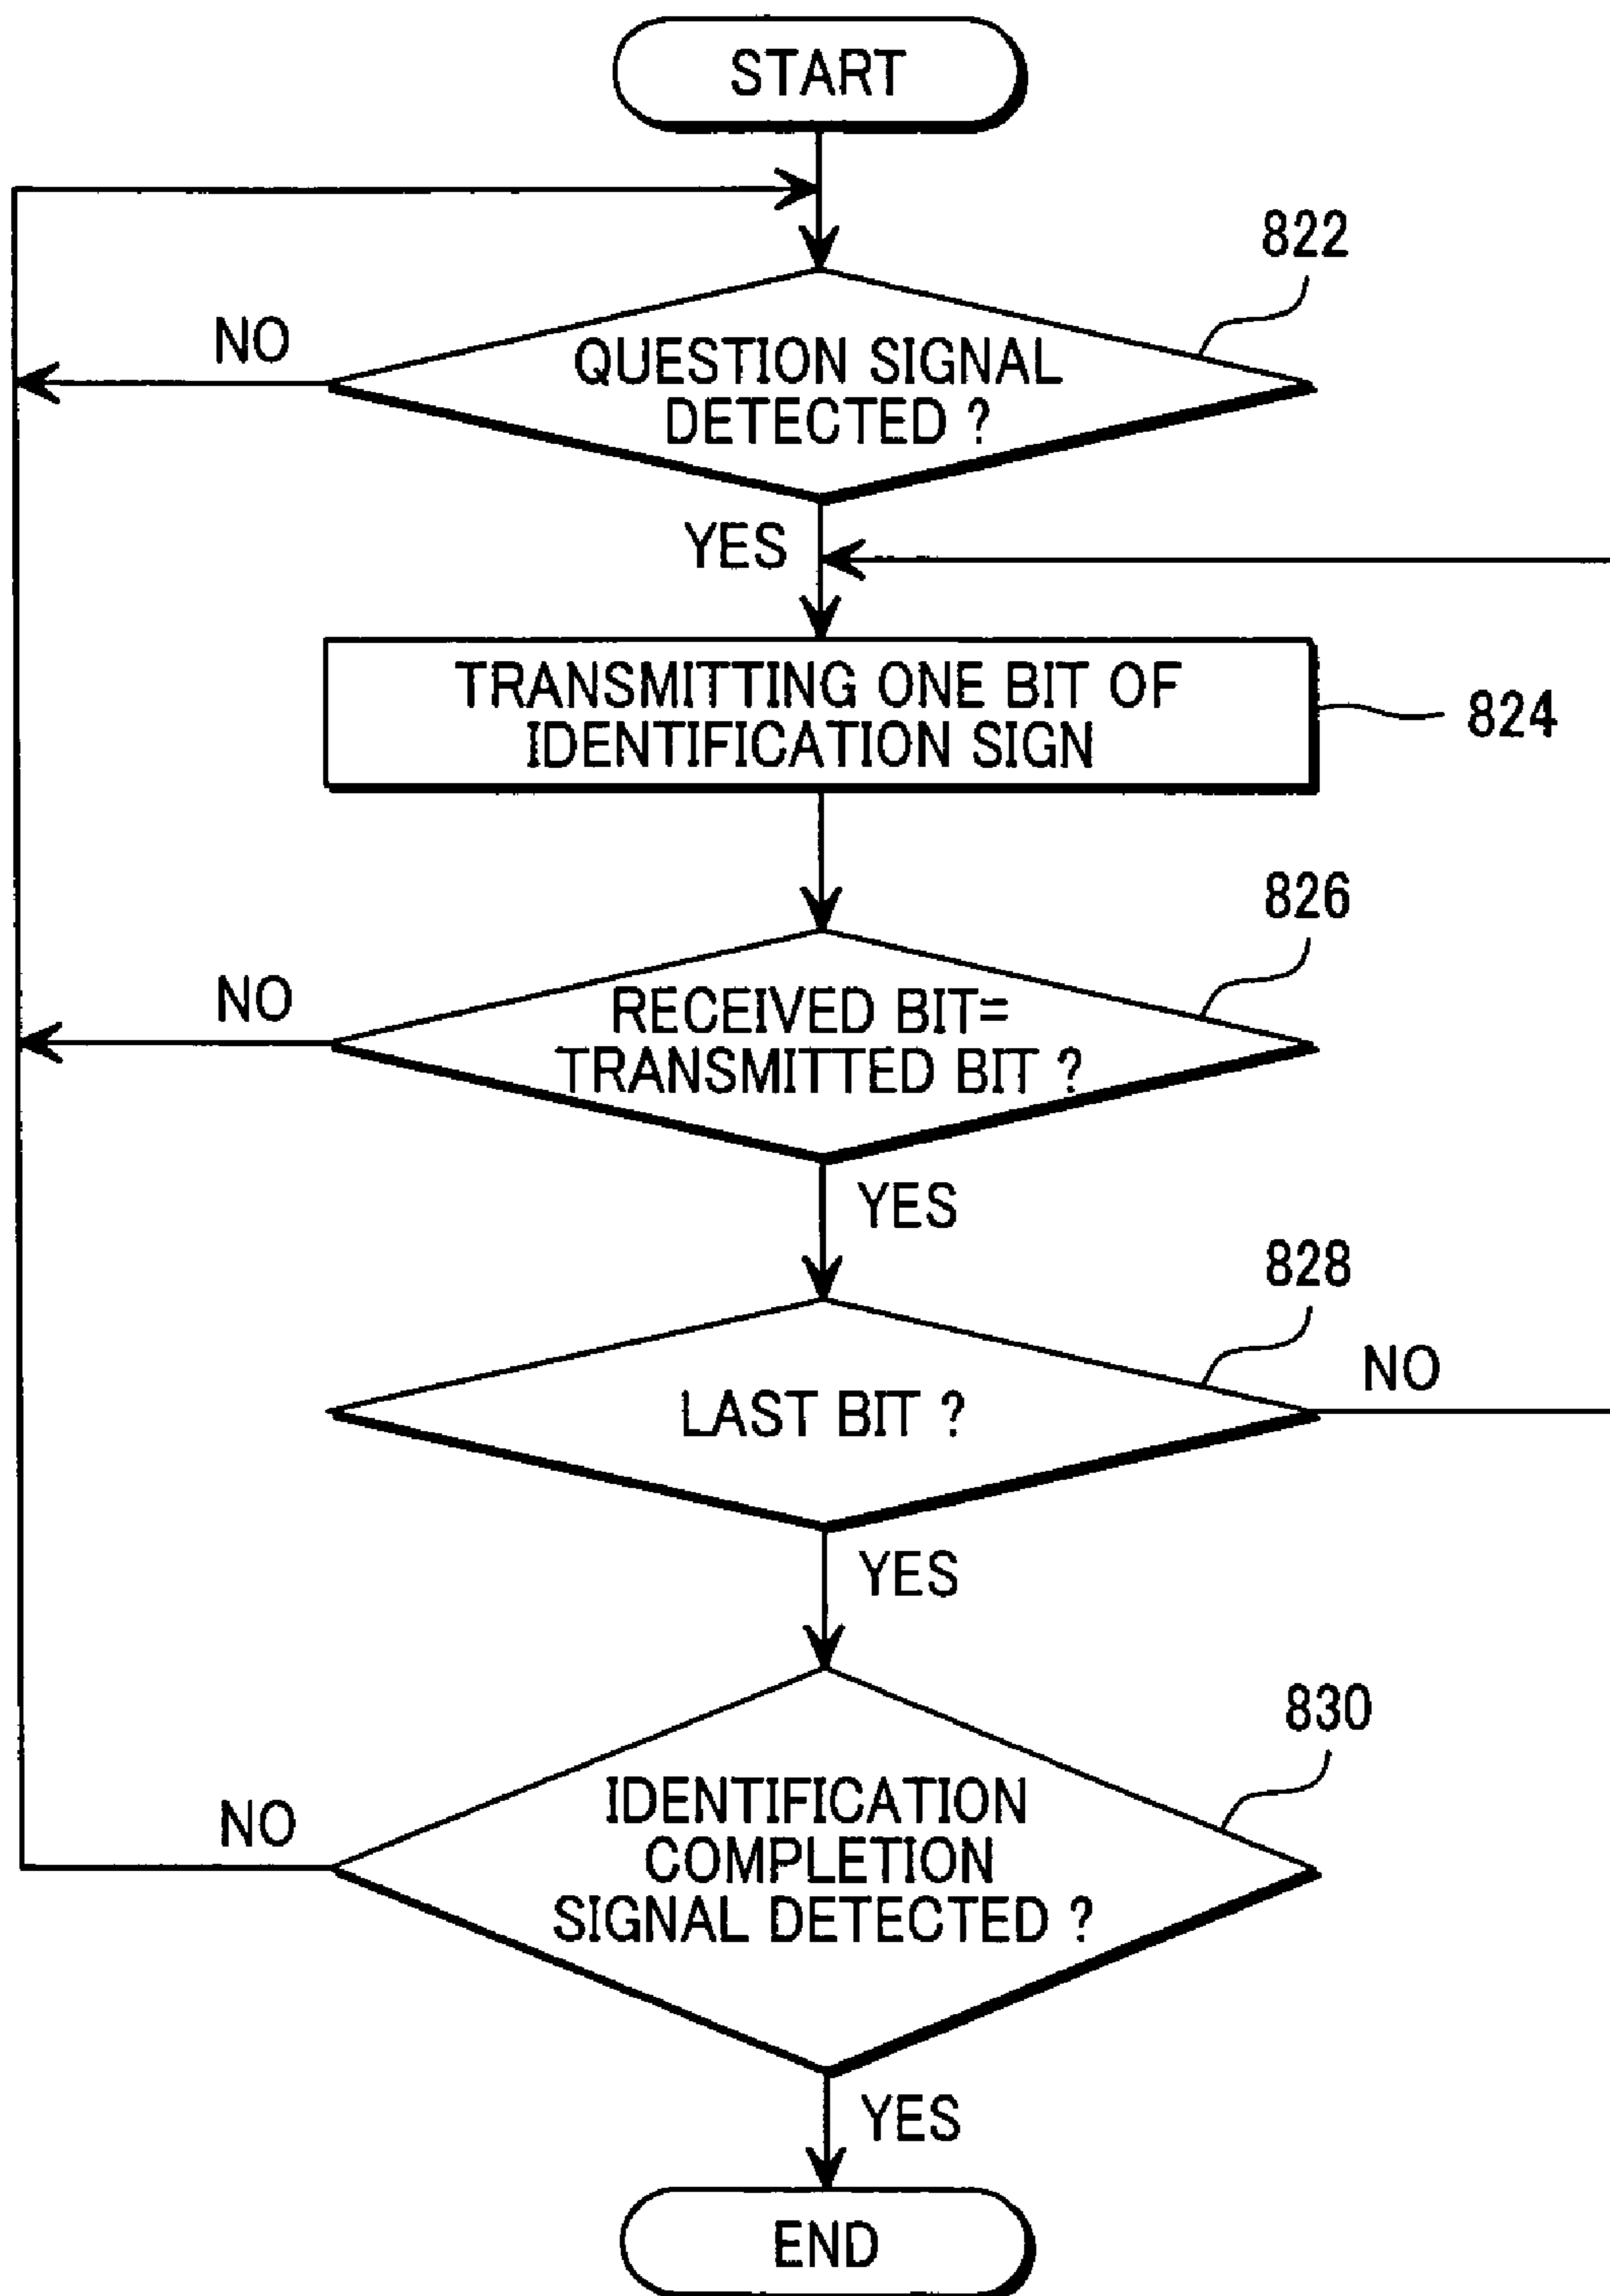 START
822
NO
QUESTION SIGNAL
DETECTED ?
YES
TRANSMITTING ONE BIT OF
IDENTIFICATION SIGN
824
826
NO
RECEIVED BIT=
TRANSMITTED BIT ?
YES
828
NO
LAST BIT ?
YES
830
NO
IDENTIFICATION
COMPLETION
SIGNAL DETECTED ?
YES
END